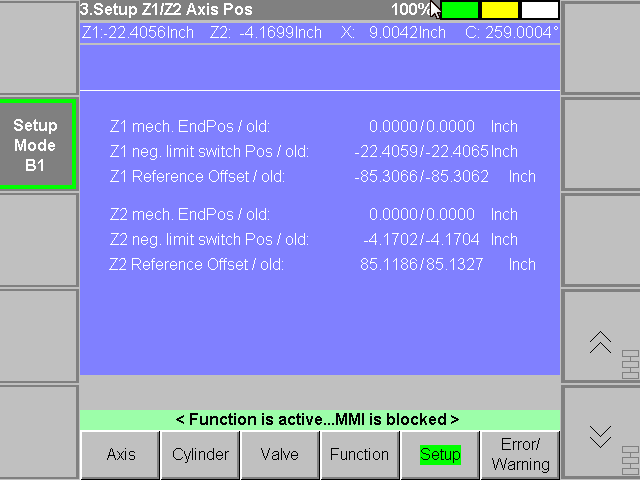 3.Setup Z1/Z2 Axis Pos 100%
Z1:-22.4056Inch Z2: -4.1699Inch X: 9.0042Inch C: 259.0004°
Setup
Mode
B1
Z1 mech. EndPos / old: 0.0000/0.0000 Inch
Z1 neg. limit switch Pos / old: -22.4059/-22.4065Inch
Z1 Reference Offset / old: -85.3066/-85.3062 Inch
Z2 mech. EndPos / old: 0.0000/0.0000 Inch
Z2 neg. limit switch Pos / old: -4.1702/-4.1704 Inch
Z2 Reference Offset / old: 85.1186/85.1327 Inch
< Function is active...MMI is blocked >
Axis Cylinder Valve Function Setup Error/
Warning